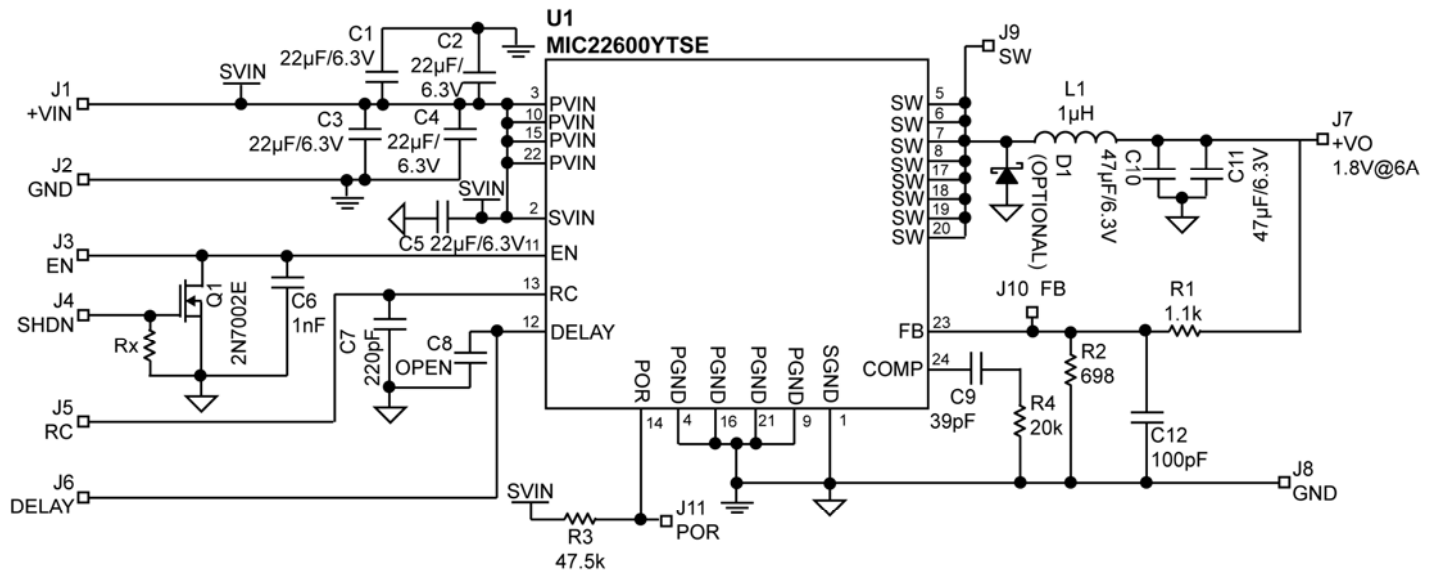 U1
MIC22600YTSE
C1
22µF/6.3V
C2
22µF/
6.3V
J9
SW
J1
+VIN
SVIN
C3
22µF/6.3V
C4
22µF/
6.3V
3
PVIN
10
PVIN
15
PVIN
22
PVIN
SW
5
SW
6
SW
7
SW
8
SW
17
SW
18
SW
19
SW
20
L1
1µH
J7
+VO
1.8V@6A
D1
(OPTIONAL)
C10
47µF/6.3V
C11
47µF/6.3V
J2
GND
SVIN
2
SVIN
C5 22µF/6.3V
J3
EN
11
EN
J4
SHDN
Q1
2N7002E
Rx
C6
1nF
13
RC
12
DELAY
C7
220pF
C8
OPEN
J5
RC
J6
DELAY
J10 FB
FB
23
COMP
24
R1
1.1k
R2
698
C9
39pF
R4
20k
C12
100pF
POR
PGND
PGND
PGND
PGND
SGND
14
4
16
21
9
1
J8
GND
SVIN
R3
47.5k
J11
POR